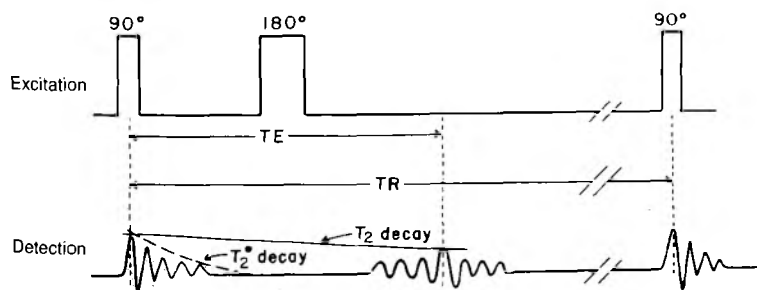 90° 180° 90°
Excitation
TE
TR
T₂ decay
Detection
T₂* decay